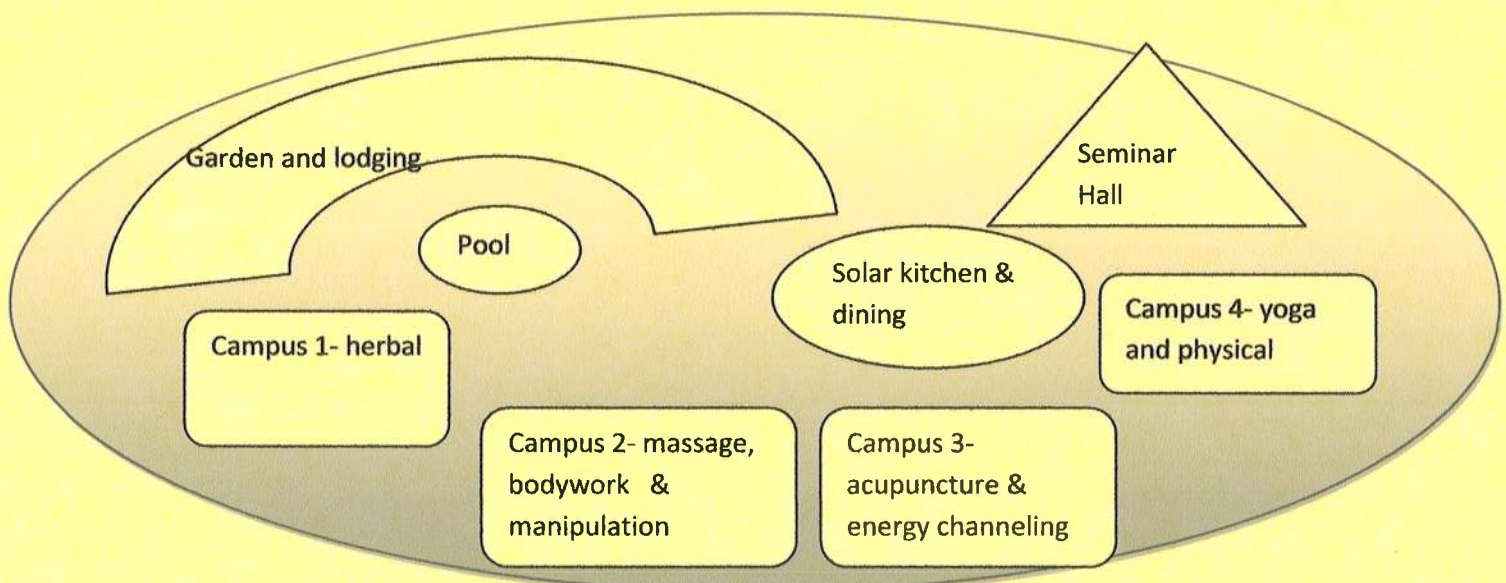 Garden and lodging
Seminar
Hall
Pool
Solar kitchen &
dining
Campus 4- yoga
and physical
Campus 1- herbal
Campus 2- massage,
bodywork &
manipulation
Campus 3-
acupuncture &
energy channeling